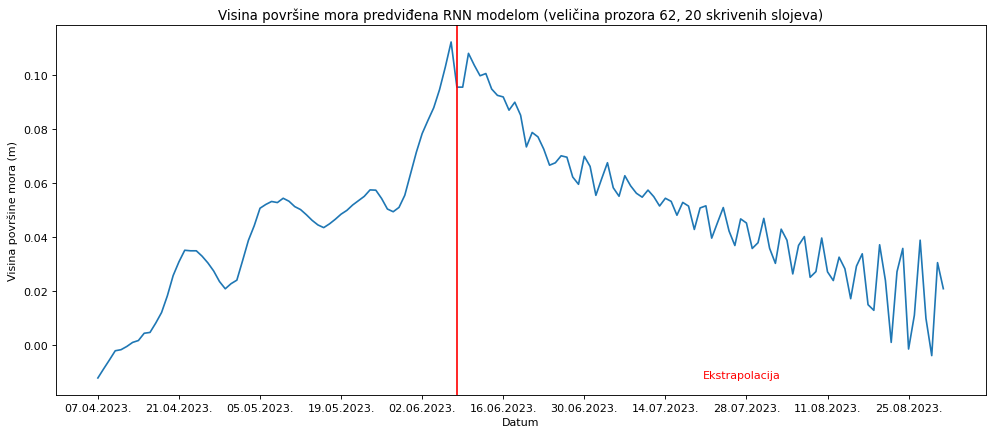 Visina površine mora predviđena RNN modelom (veličina prozora 62, 20 skrivenih slojeva)
Visina površine mora (m)
0.10
0.08
0.06
0.04
0.02
0.00
Ekstrapolacija
07.04.2023. 21.04.2023. 05.05.2023. 19.05.2023. 02.06.2023. 16.06.2023. 30.06.2023. 14.07.2023. 28.07.2023. 11.08.2023. 25.08.2023.
Datum